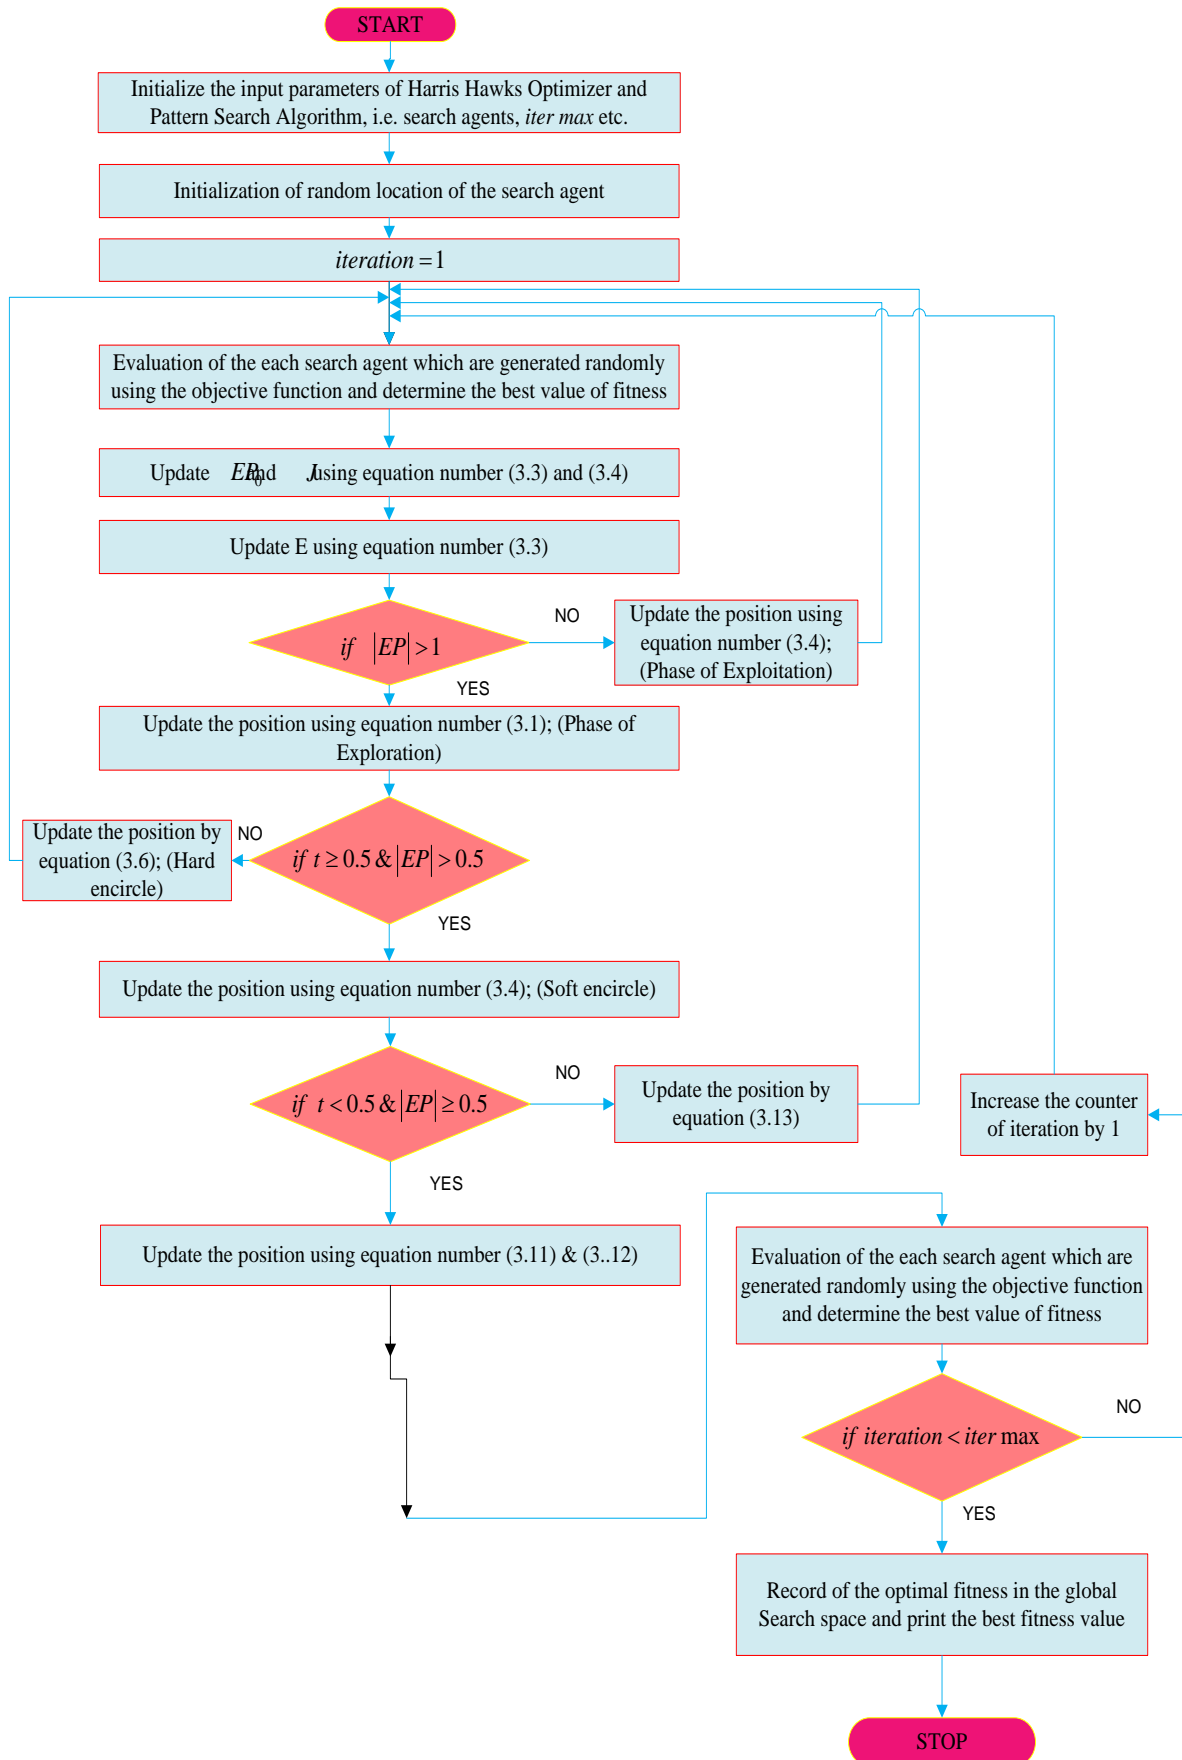 START
Initialize the input parameters of Harris Hawks Optimizer and
Pattern Search Algorithm, i.e. search agents, iter max etc.
Initialization of random location of the search agent
iteration = 1
Evaluation of the each search agent which are generated randomly
using the objective function and determine the best value of fitness
Update EP₀ and J using equation number (3.3) and (3.4)
Update E using equation number (3.3)
if |EP| > 1
NO
Update the position using
equation number (3.4);
(Phase of Exploitation)
YES
Update the position using equation number (3.1); (Phase of
Exploration)
if t ≥ 0.5 & |EP| > 0.5
NO
Update the position by
equation (3.6); (Hard
encircle)
YES
Update the position using equation number (3.4); (Soft encircle)
if t < 0.5 & |EP| ≥ 0.5
NO
Update the position by
equation (3.13)
Increase the counter
of iteration by 1
YES
Update the position using equation number (3.11) & (3..12)
Evaluation of the each search agent which are
generated randomly using the objective function
and determine the best value of fitness
if iteration < iter max
NO
YES
Record of the optimal fitness in the global
Search space and print the best fitness value
STOP